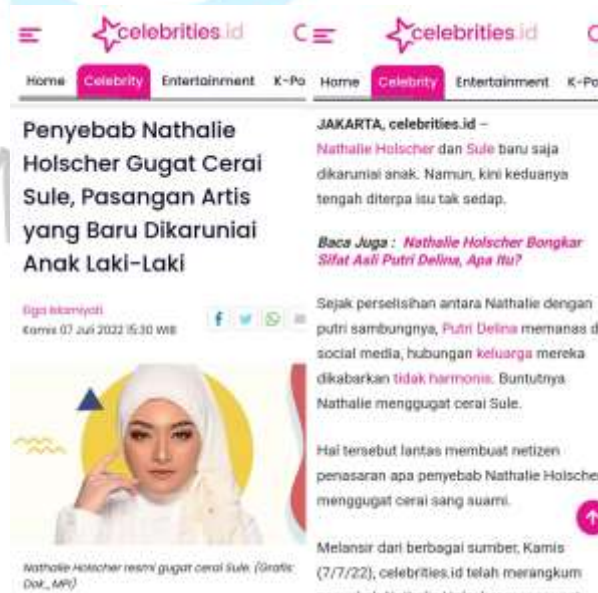 celebrities.id
Home Celebrity Entertainment K-Po
Penyebab Nathalie
Holscher Gugat Cerai
Sule, Pasangan Artis
yang Baru Dikaruniai
Anak Laki-Laki
Kamis 07 Juli 2022 15:30 WIB
Nathalie Holscher resmi gugat cerai Sule. (Grafis:
Dok_MPI)
celebrities.id
Home Celebrity Entertainment K-Po
JAKARTA, celebrities.id –
Nathalie Holscher dan Sule baru saja
dikaruniai anak. Namun, kini keduanya
tengah diterpa isu tak sedap.
Baca Juga : Nathalie Holscher Bongkar
Sifat Asli Putri Delina, Apa Itu?
Sejak perselisihan antara Nathalie dengan
putri sambungnya, Putri Delina memanas d
social media, hubungan keluarga mereka
dikabarkan tidak harmonis. Buntutnya
Nathalie menggugat cerai Sule.
Hal tersebut lantas membuat netizen
penasaran apa penyebab Nathalie Holscher
menggugat cerai sang suami.
Melansir dari berbagai sumber, Kamis
(7/7/22), celebrities.id telah merangkum